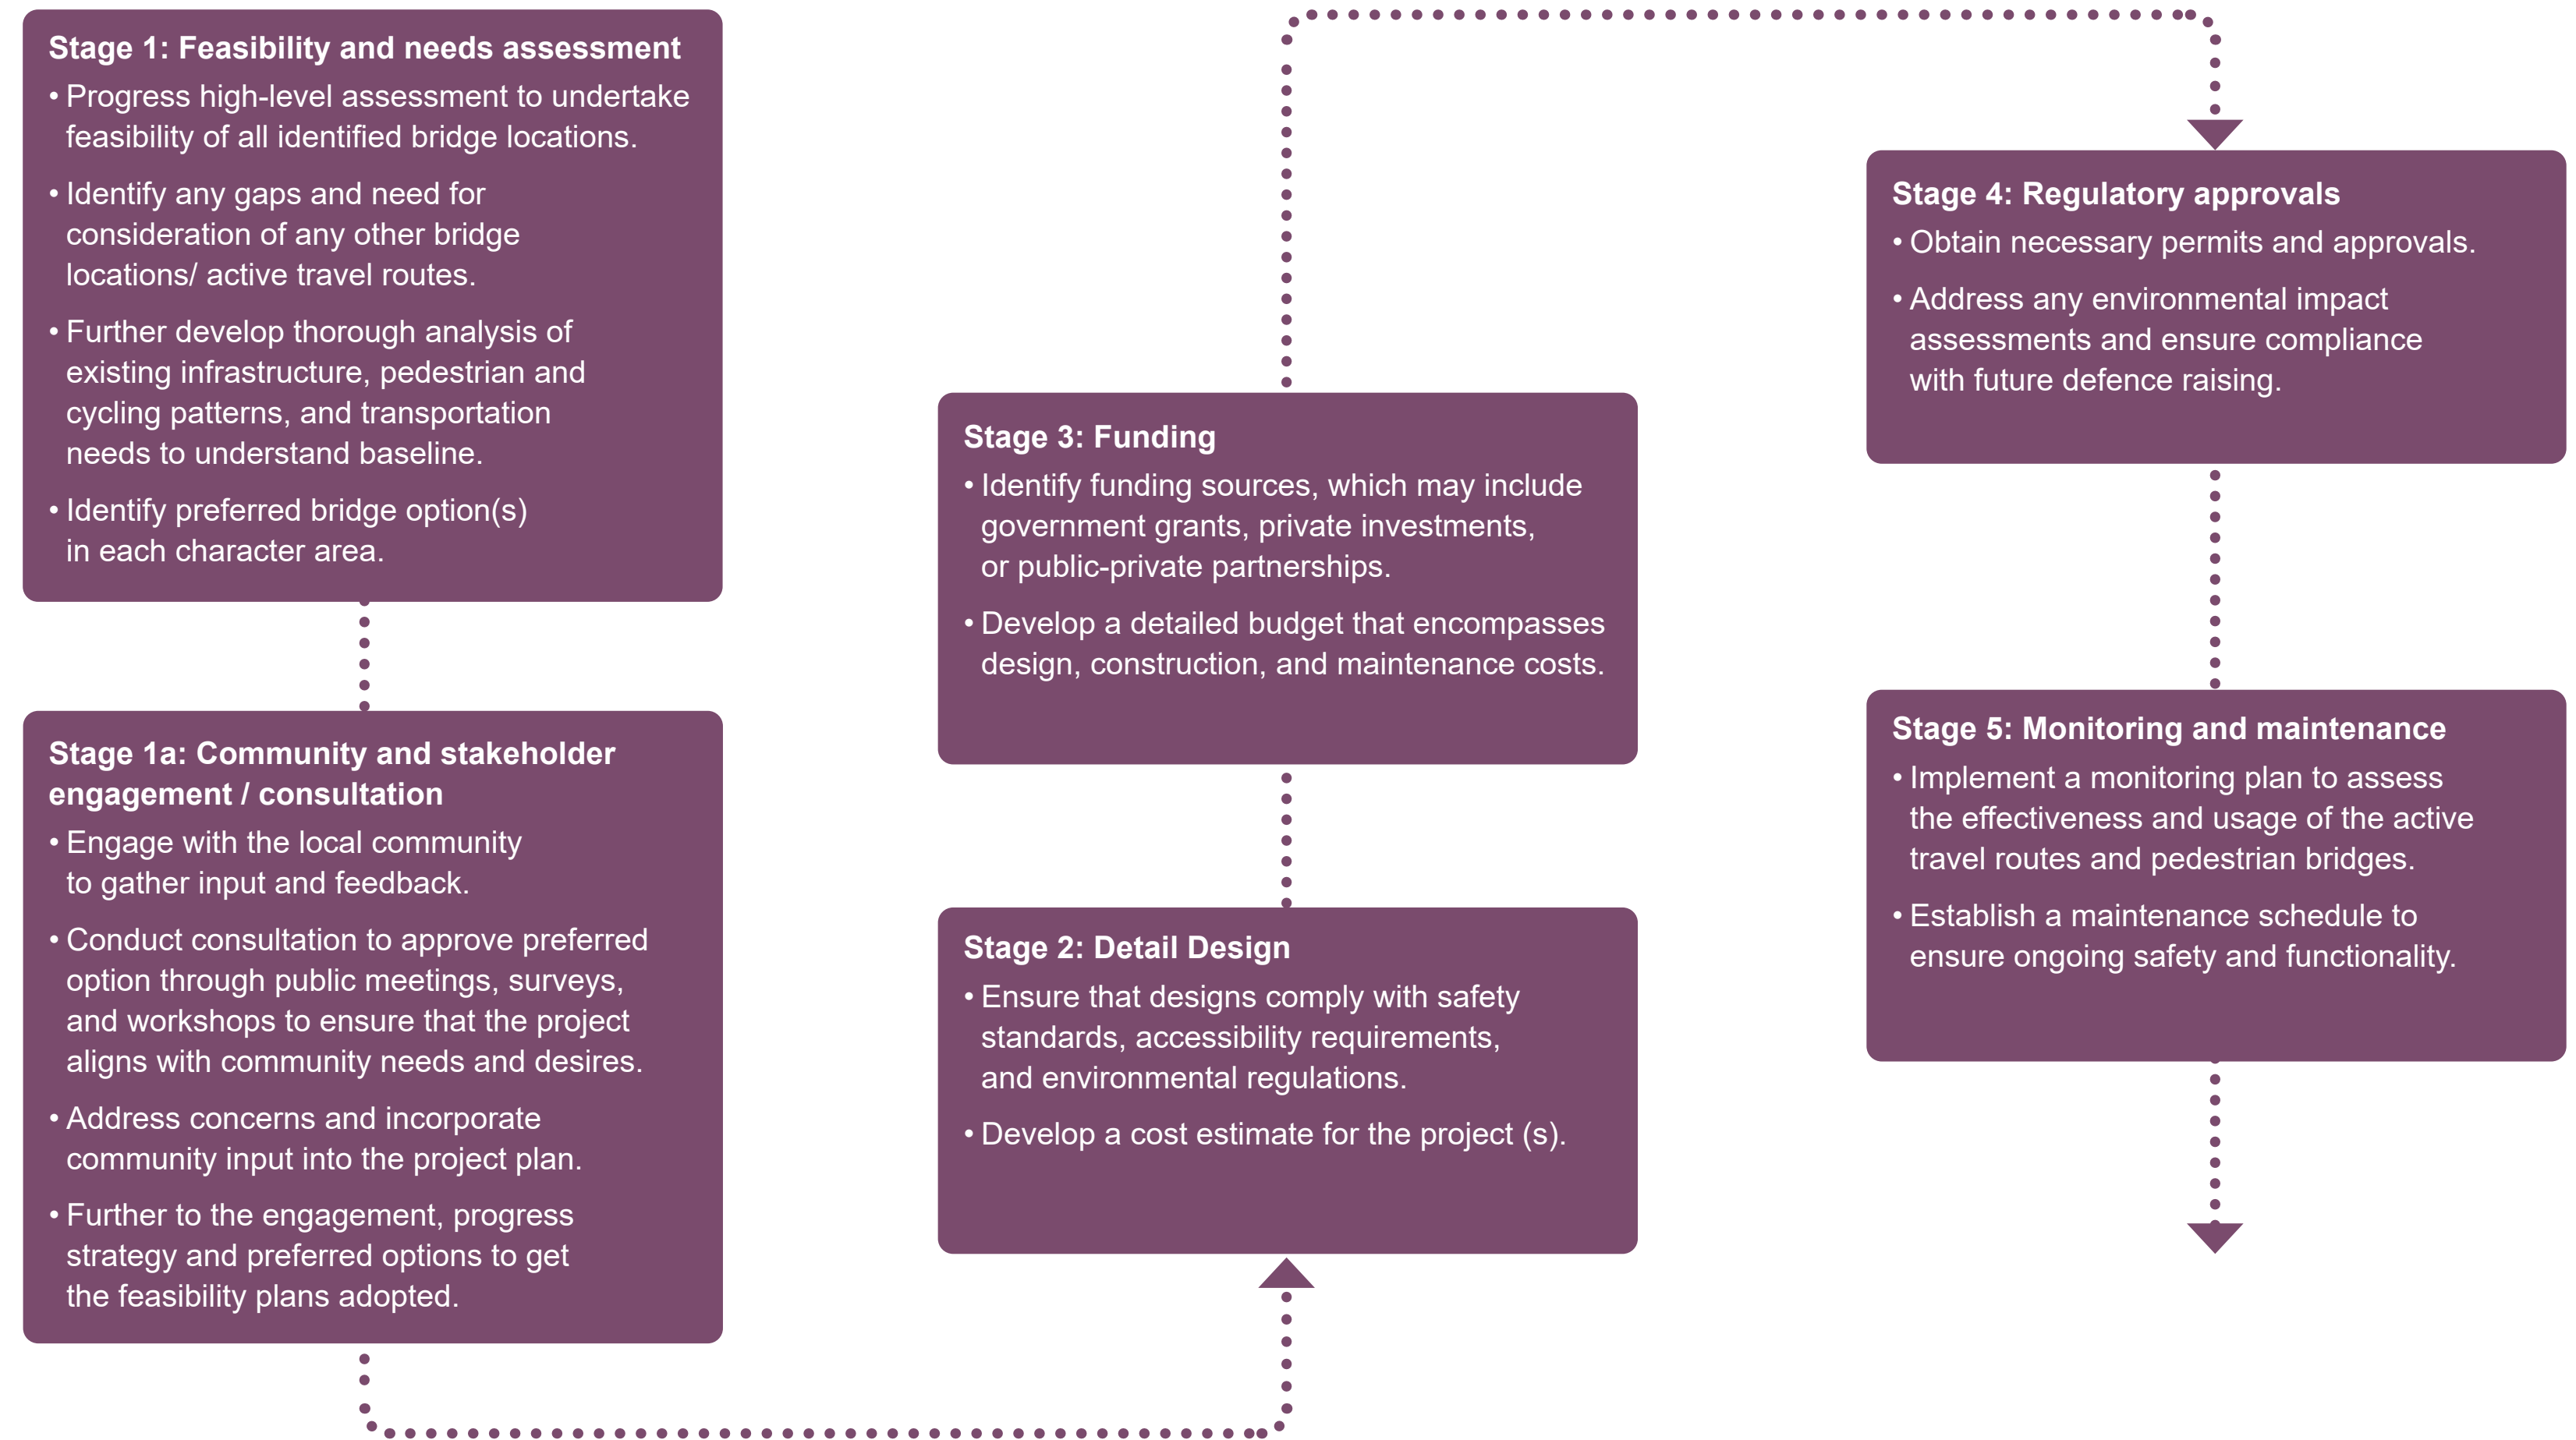 Stage 1: Feasibility and needs assessment
• Progress high-level assessment to undertake
feasibility of all identified bridge locations.
• Identify any gaps and need for
consideration of any other bridge
locations/ active travel routes.
• Further develop thorough analysis of
existing infrastructure, pedestrian and
cycling patterns, and transportation
needs to understand baseline.
• Identify preferred bridge option(s)
in each character area.
Stage 1a: Community and stakeholder
engagement / consultation
• Engage with the local community
to gather input and feedback.
• Conduct consultation to approve preferred
option through public meetings, surveys,
and workshops to ensure that the project
aligns with community needs and desires.
• Address concerns and incorporate
community input into the project plan.
• Further to the engagement, progress
strategy and preferred options to get
the feasibility plans adopted.
Stage 2: Detail Design
• Ensure that designs comply with safety
standards, accessibility requirements,
and environmental regulations.
• Develop a cost estimate for the project (s).
Stage 3: Funding
• Identify funding sources, which may include
government grants, private investments,
or public-private partnerships.
• Develop a detailed budget that encompasses
design, construction, and maintenance costs.
Stage 4: Regulatory approvals
• Obtain necessary permits and approvals.
• Address any environmental impact
assessments and ensure compliance
with future defence raising.
Stage 5: Monitoring and maintenance
• Implement a monitoring plan to assess
the effectiveness and usage of the active
travel routes and pedestrian bridges.
• Establish a maintenance schedule to
ensure ongoing safety and functionality.